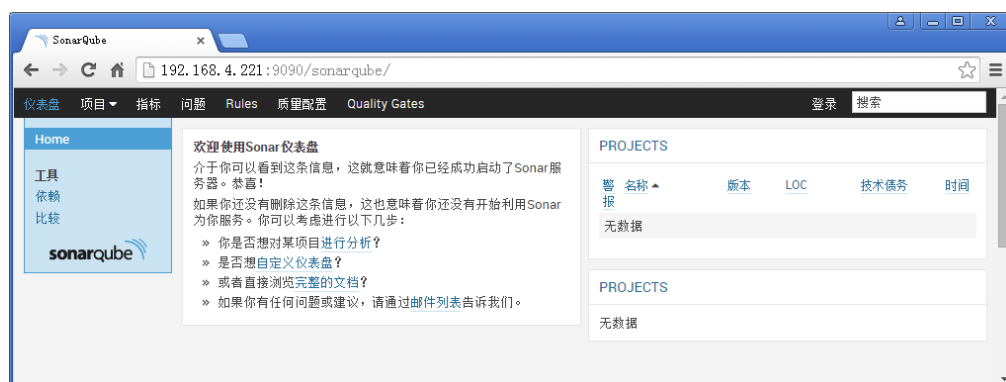 SonarQube
192.168.4.221:9090/sonarqube/
仪表盘 项目 指标 问题 Rules 质量配置 Quality Gates 登录 搜索
Home
工具
依赖
比较
sonarqube
欢迎使用Sonar仪表盘
介于你可以看到这条信息，这就意味着你已经成功启动了Sonar服
务器。恭喜！
如果你还没有删除这条信息，这也意味着你还没有开始利用Sonar
为你服务。你可以考虑进行以下几步：
» 你是否想对某项目进行分析？
» 是否想自定义仪表盘？
» 或者直接浏览完整的文档？
» 如果你有任何问题或建议，请通过邮件列表告诉我们。
PROJECTS
警报 名称 版本 LOC 技术债务 时间
无数据
PROJECTS
无数据